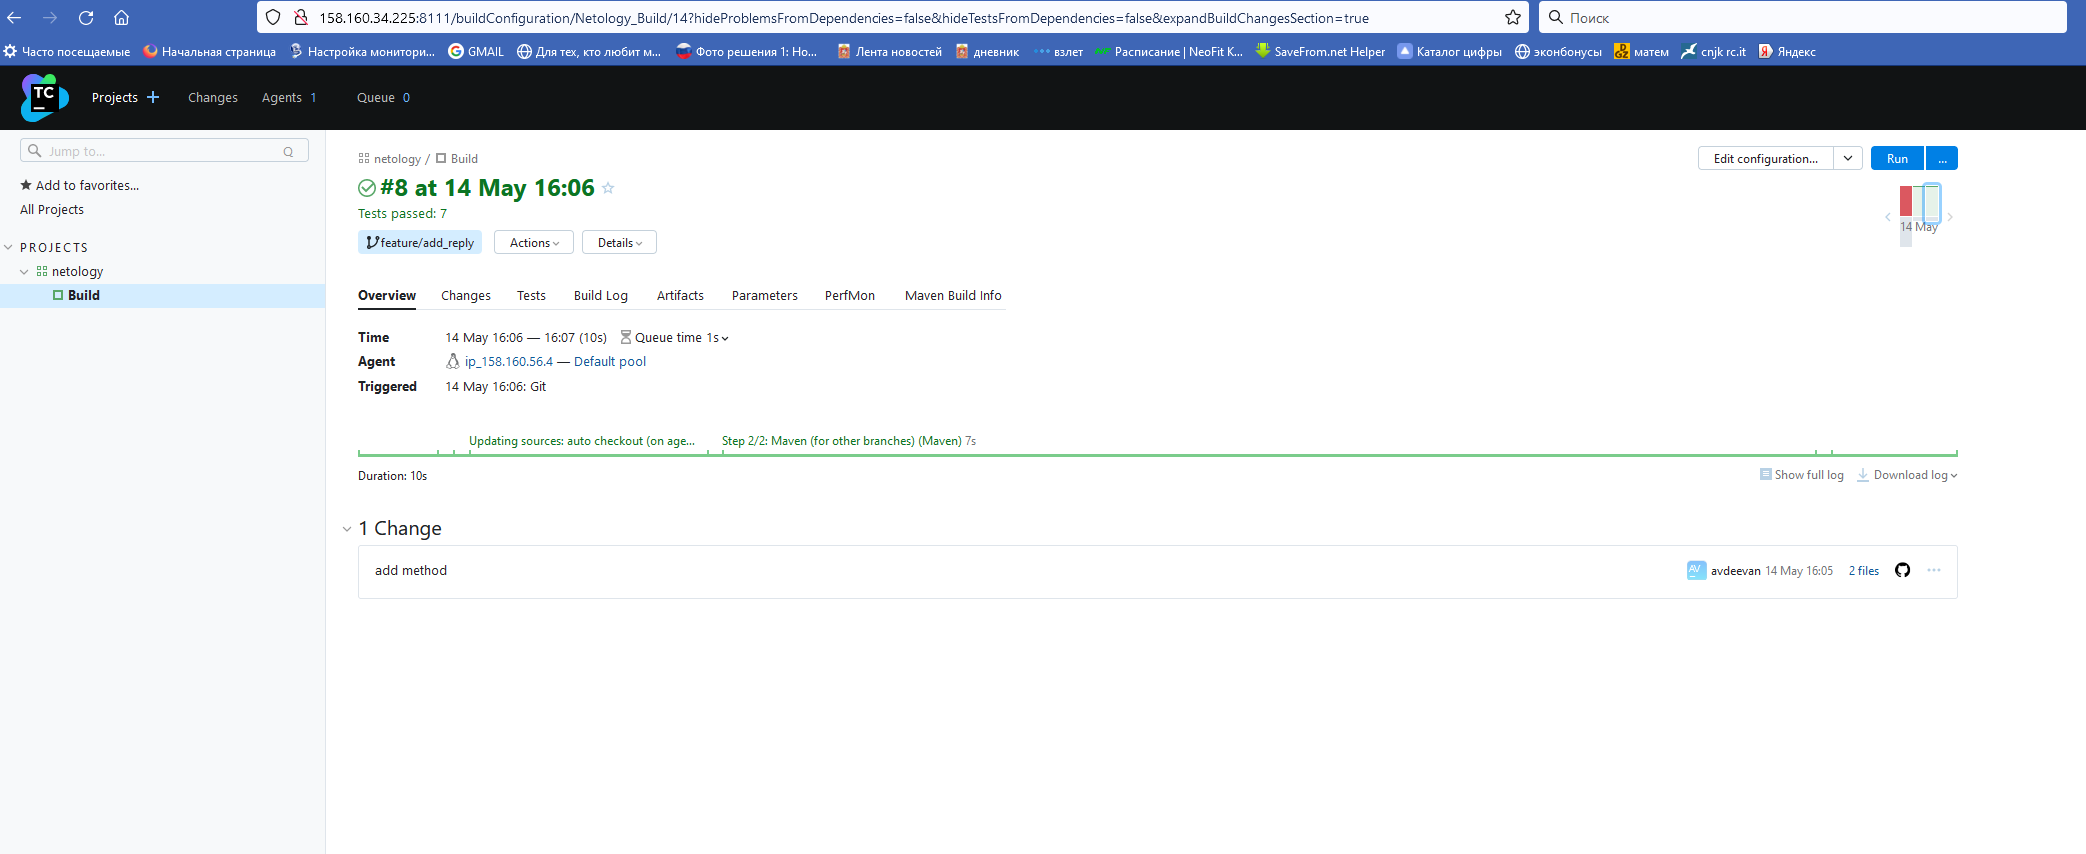 158.160.34.225:8111/buildConfiguration/Netology_Build/14?hideProblemsFromDependencies=false&hideTestsFromDependencies=false&expandBuildChangesSection=true
Поиск
Часто посещаемые Начальная страница Настройка монитори... GMAIL Для тех, кто любит м... Фото решения 1: Но... Лента новостей дневник взлет Расписание | NeoFit К... SaveFrom.net Helper Каталог цифры эконбонусы матем cnjk rc.it Яндекс
TC Projects Changes Agents 1 Queue 0
Jump to... Q
Add to favorites...
All Projects
PROJECTS
netology
Build
netology / Build
Edit configuration... Run ...
#8 at 14 May 16:06
Tests passed: 7
14 May
feature/add_reply Actions Details
Overview Changes Tests Build Log Artifacts Parameters PerfMon Maven Build Info
Time 14 May 16:06 — 16:07 (10s) Queue time 1s
Agent ip_158.160.56.4 — Default pool
Triggered 14 May 16:06: Git
Updating sources: auto checkout (on age... Step 2/2: Maven (for other branches) (Maven) 7s
Duration: 10s Show full log Download log
1 Change
add method AV avdeevan 14 May 16:05 2 files